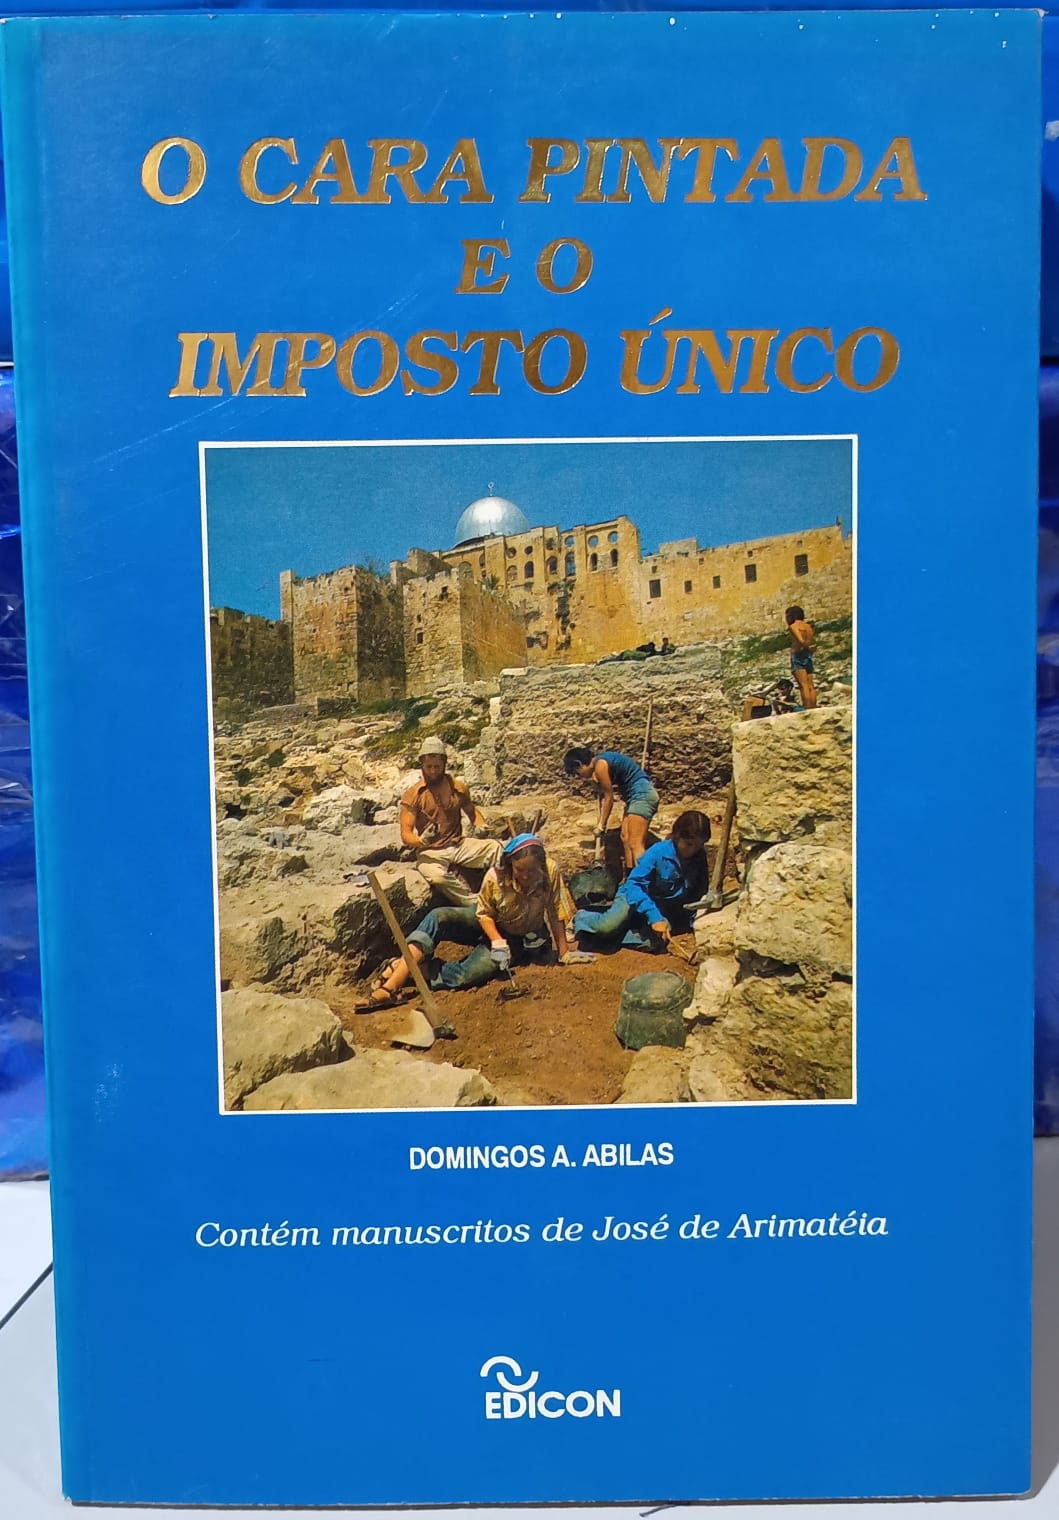 O CARA PINTADA
E O
IMPOSTO ÚNICO
DOMINGOS A. ABILAS
Contém manuscritos de José de Arimatéia
EDICON